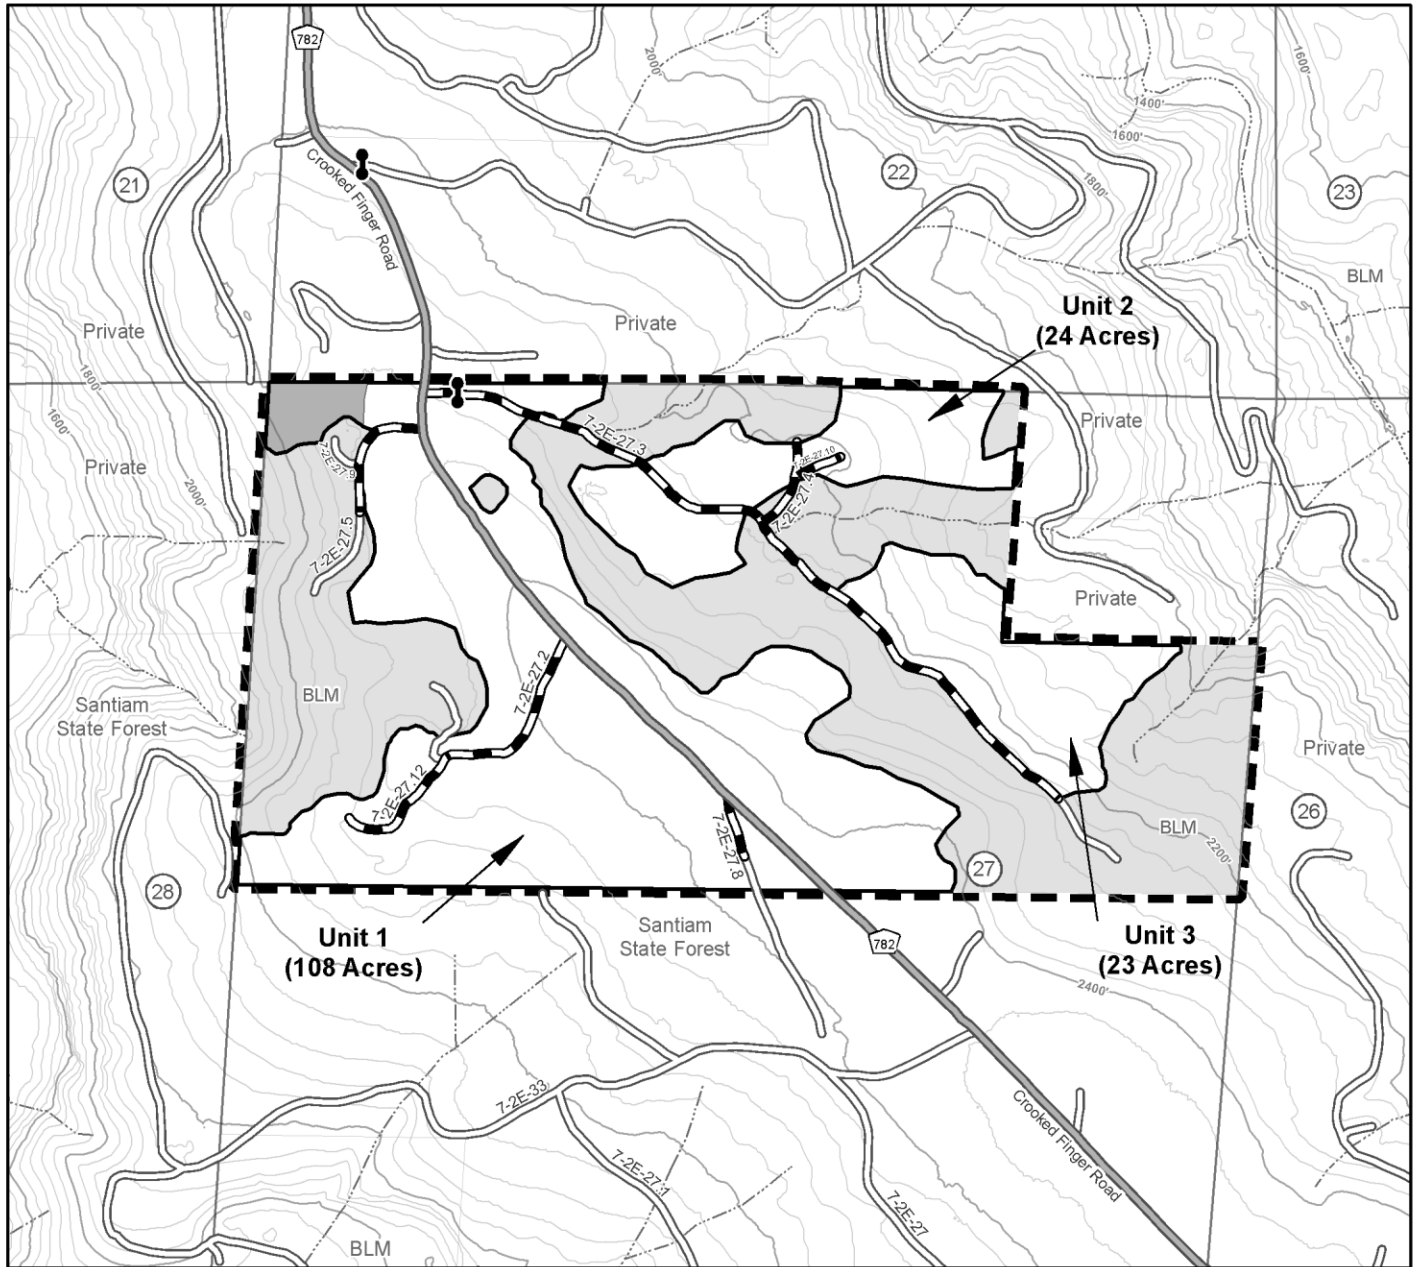 782
2000'
1600'
1400'
1600'
Crooked Finger Road
21
22
1800'
23
BLM
Unit 2
(24 Acres)
Private
Private
1800'
1600'
Private
Private
2000'
7-2E-27.3
7-2E-27.9
7-2E-27.10
7-2E-27.4
7-2E-27.5
Private
7-2E-27.2
BLM
Santiam
State Forest
Private
7-2E-27.12
7-2E-27.8
BLM
2200'
26
27
28
Unit 1
(108 Acres)
Santiam
State Forest
782
Unit 3
(23 Acres)
2400'
7-2E-33
Crooked Finger Road
7-2E-27.1
7-2E-27
BLM